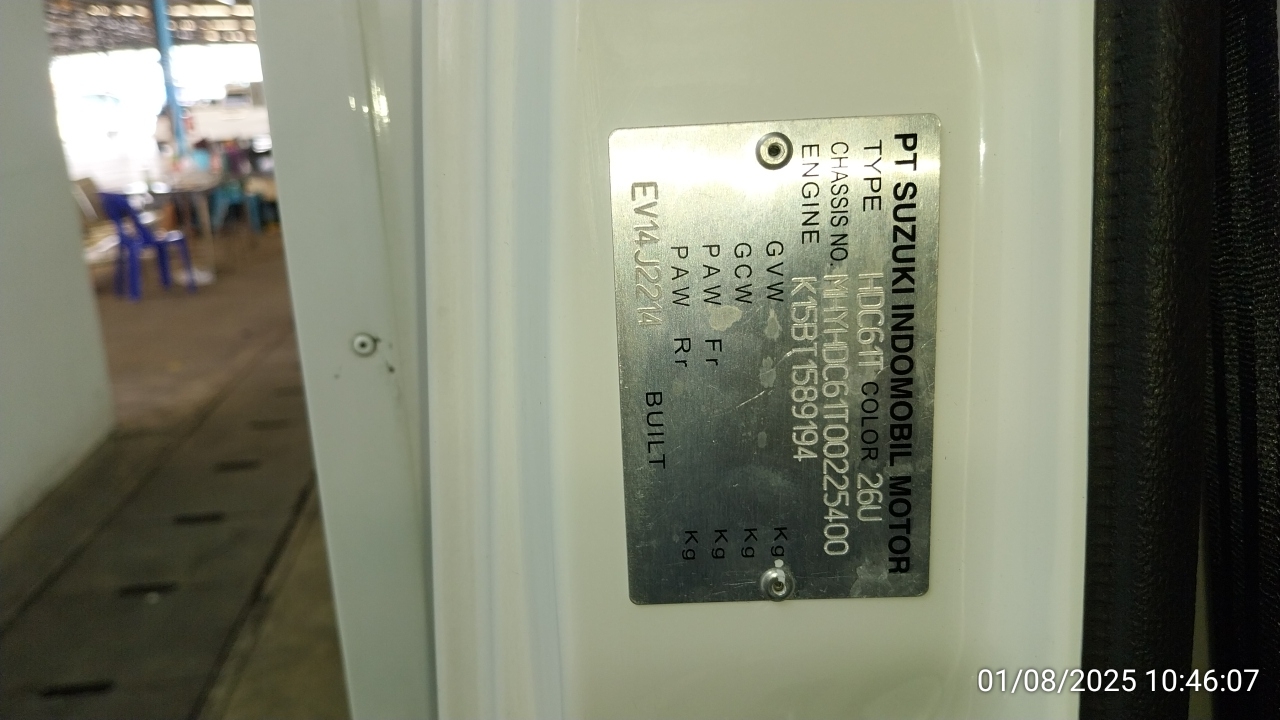 PT SUZUKI INDOMOBIL MOTOR
TYPE HDC61T COLOR 26U
CHASSIS NO. MHYHDC61T00225400
ENGINE K15BT1589194
GVW Kg
GCW Kg
PAW Fr Kg
PAW Rr Kg
EV14J2214 BUILT
01/08/2025 10:46:07